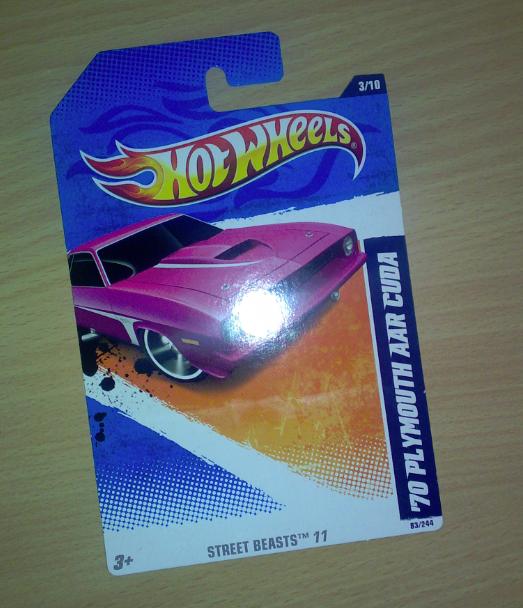 3/10
HOT WHEELS®
'70 PLYMOUTH AAR CUDA
83/244
STREET BEASTS™ 11
3+